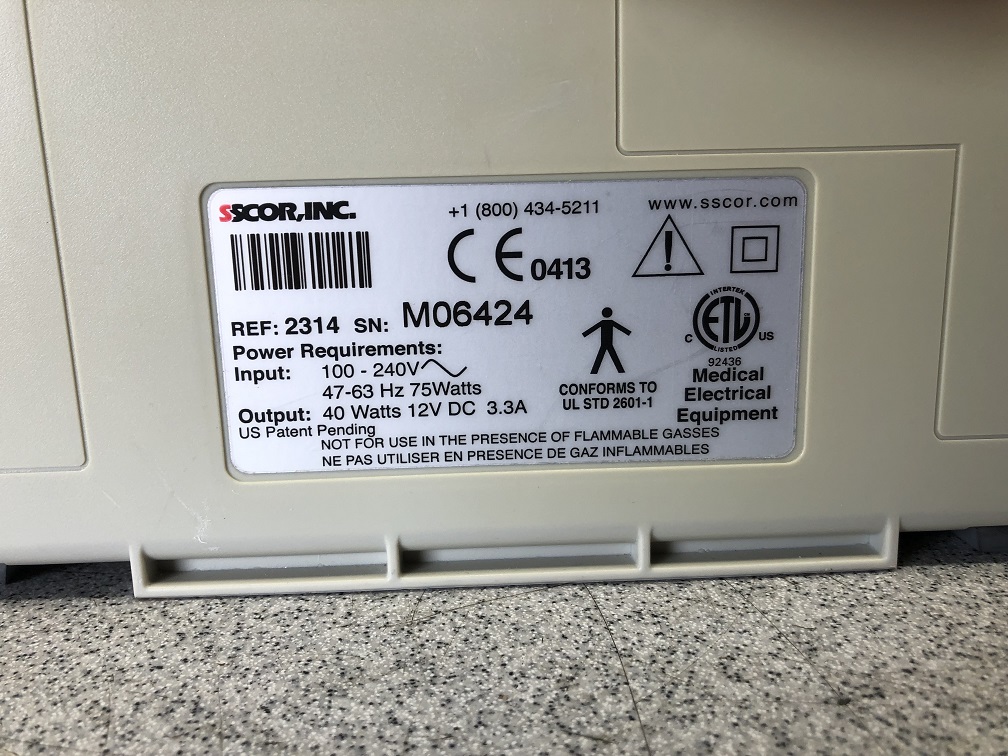 SSCOR, INC.
+1 (800) 434-5211
www.sscor.com
CE 0413
REF: 2314 SN: M06424
Power Requirements:
Input: 100 - 240V
47-63 Hz 75Watts
Output: 40 Watts 12V DC 3.3A
US Patent Pending
CONFORMS TO
UL STD 2601-1
INTERTEK
ETL
C US
LISTED
92436
Medical
Electrical
Equipment
NOT FOR USE IN THE PRESENCE OF FLAMMABLE GASSES
NE PAS UTILISER EN PRESENCE DE GAZ INFLAMMABLES